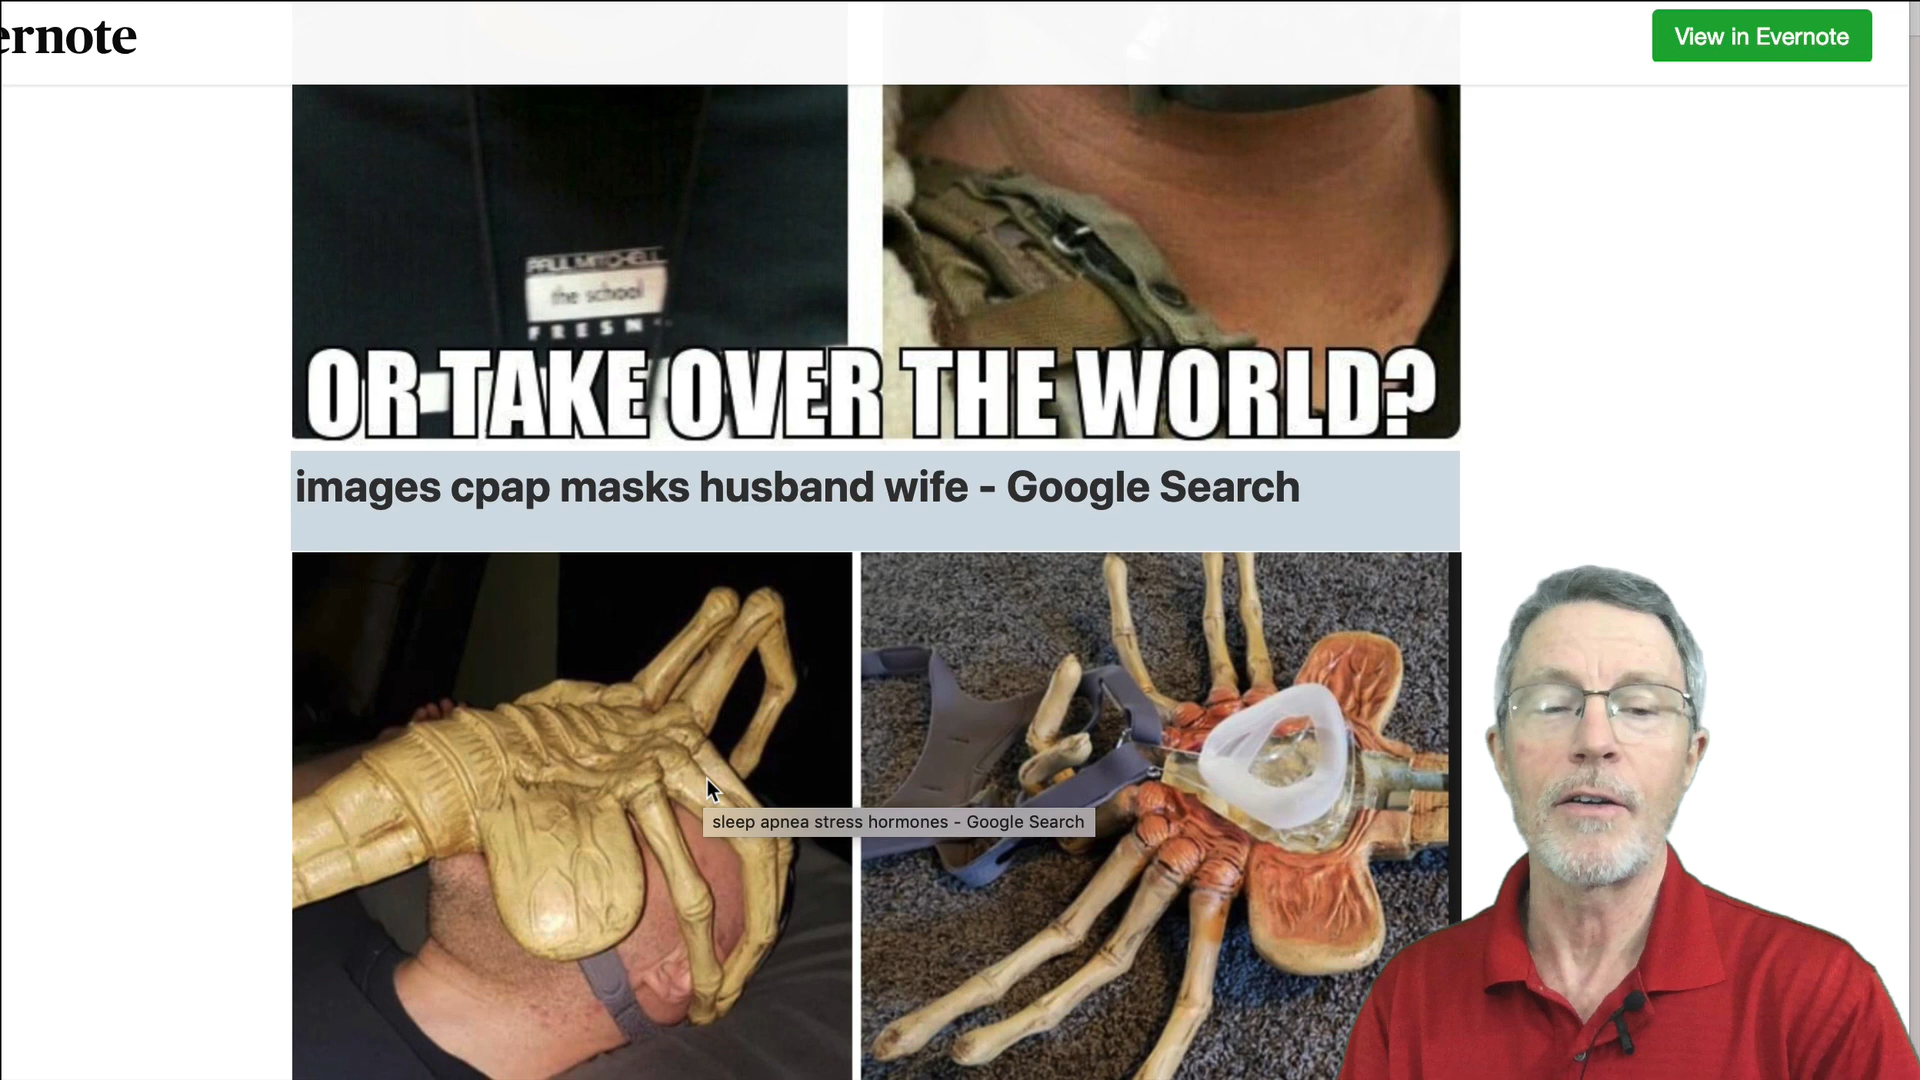 ernote
View in Evernote
PAUL MITCHELL
the school
FRESN
OR TAKE OVER THE WORLD?
images cpap masks husband wife - Google Search
sleep apnea stress hormones - Google Search